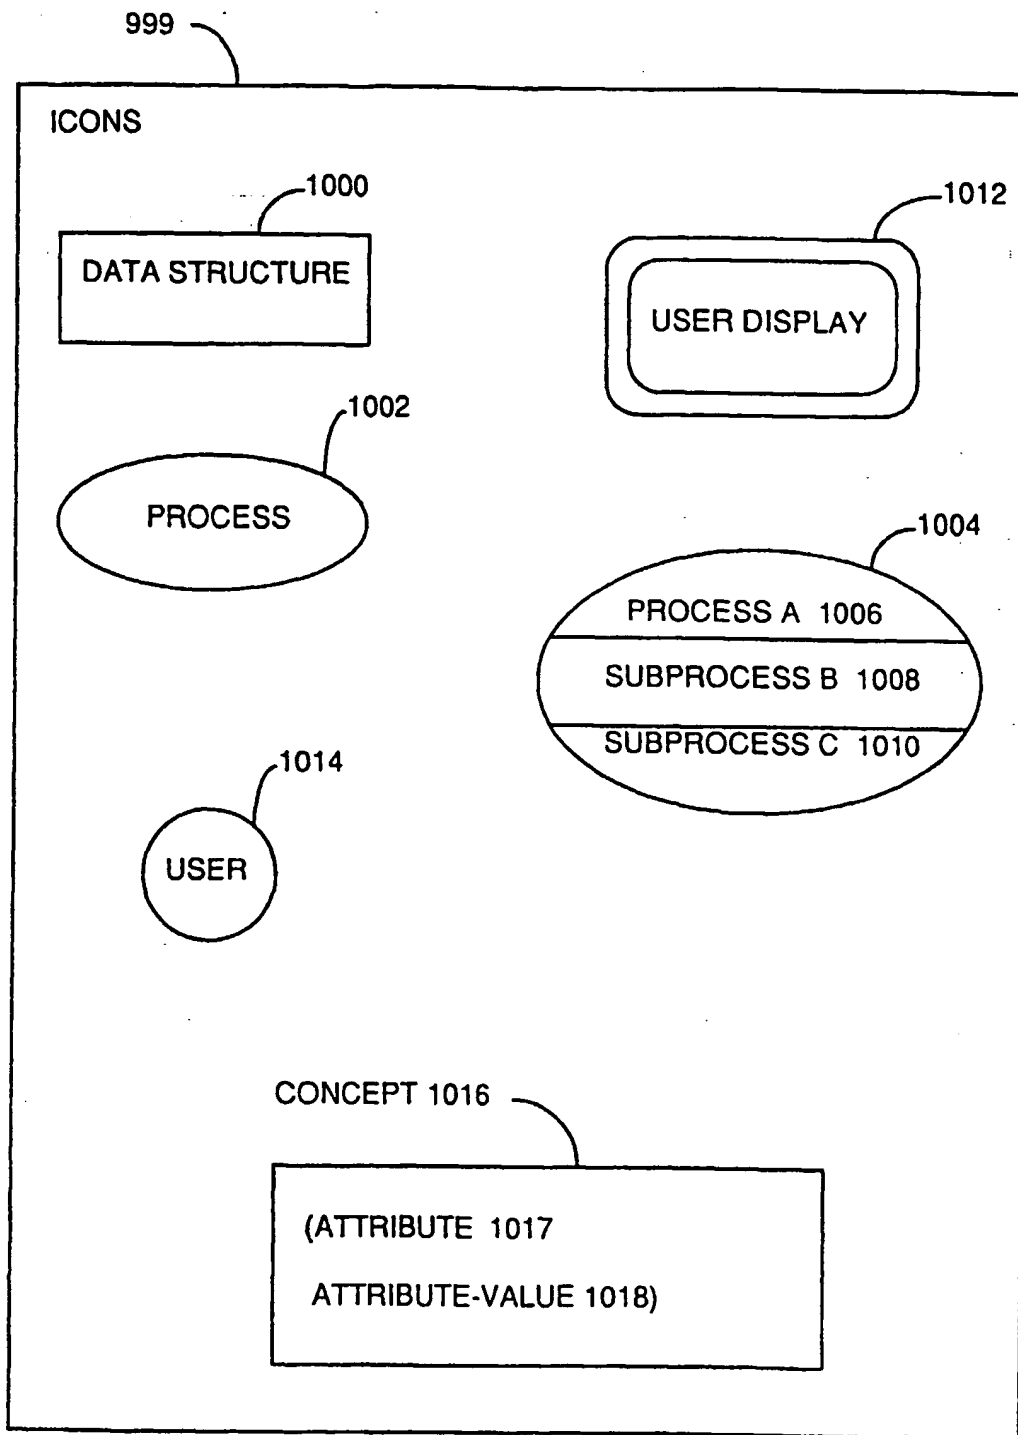 999
ICONS
1000
DATA STRUCTURE
1012
USER DISPLAY
1002
PROCESS
1004
PROCESS A 1006
SUBPROCESS B 1008
SUBPROCESS C 1010
1014
USER
CONCEPT 1016
(ATTRIBUTE 1017
ATTRIBUTE-VALUE 1018)